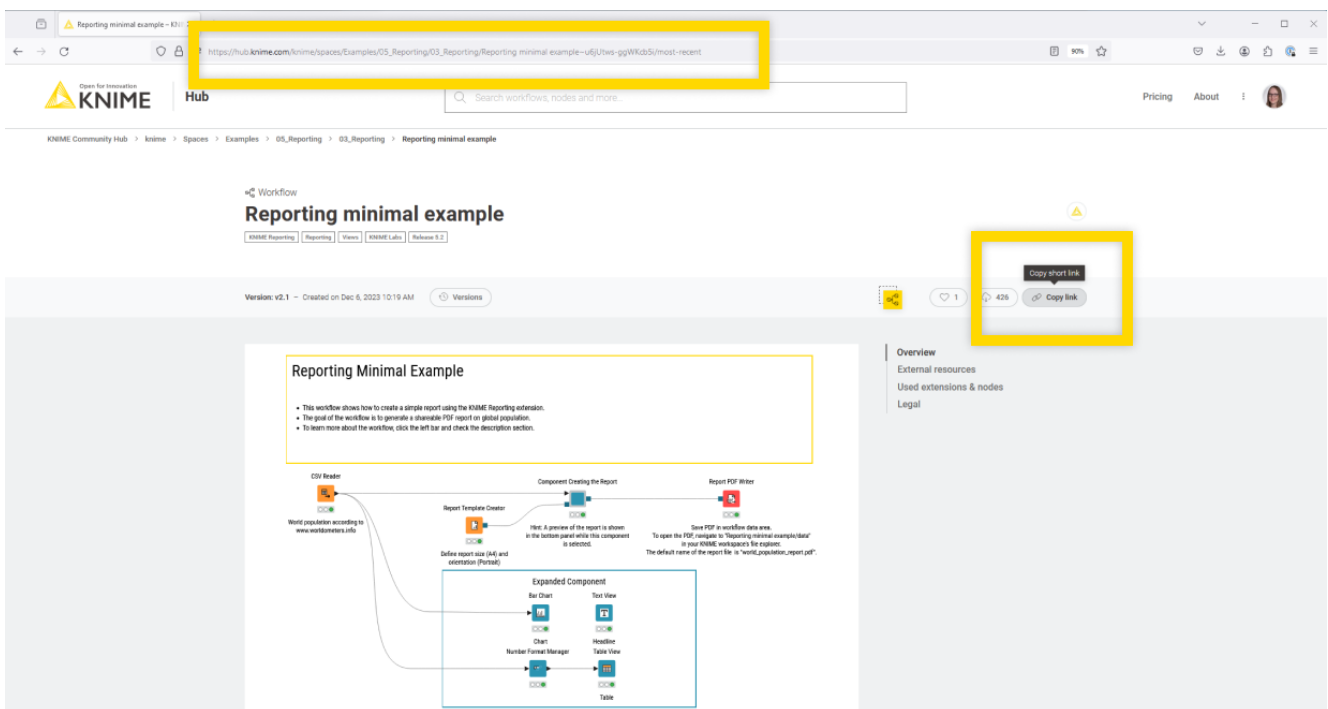 Reporting minimal example – KNI
https://hub.knime.com/knime/spaces/Examples/05_Reporting/03_Reporting/Reporting minimal example~u6jUtws-ggWKcb5i/most-recent
90%
Open for Innovation
KNIME
Hub
Search workflows, nodes and more...
Pricing
About
KNIME Community Hub > knime > Spaces > Examples > 05_Reporting > 03_Reporting > Reporting minimal example
Workflow
Reporting minimal example
KNIME Reporting
Reporting
Views
KNIME Labs
Release 5.2
Copy short link
Version: v2.1 – Created on Dec 6, 2023 10:19 AM
Versions
1
426
Copy link
Overview
External resources
Used extensions & nodes
Legal
Reporting Minimal Example
• This workflow shows how to create a simple report using the KNIME Reporting extension.
• The goal of the workflow is to generate a shareable PDF report on global population.
• To learn more about the workflow, click the left bar and check the description section.
CSV Reader
World population according to
www.worldometers.info
Report Template Creator
Define report size (A4) and
orientation (Portrait)
Component Creating the Report
Hint: A preview of the report is shown
in the bottom panel while this component
is selected.
Report PDF Writer
Save PDF in workflow data area.
To open the PDF, navigate to "Reporting minimal example/data"
in your KNIME workspace's file explorer.
The default name of the report file is "world_population_report.pdf".
Expanded Component
Bar Chart
Text View
Chart
Headline
Number Format Manager
Table View
Table